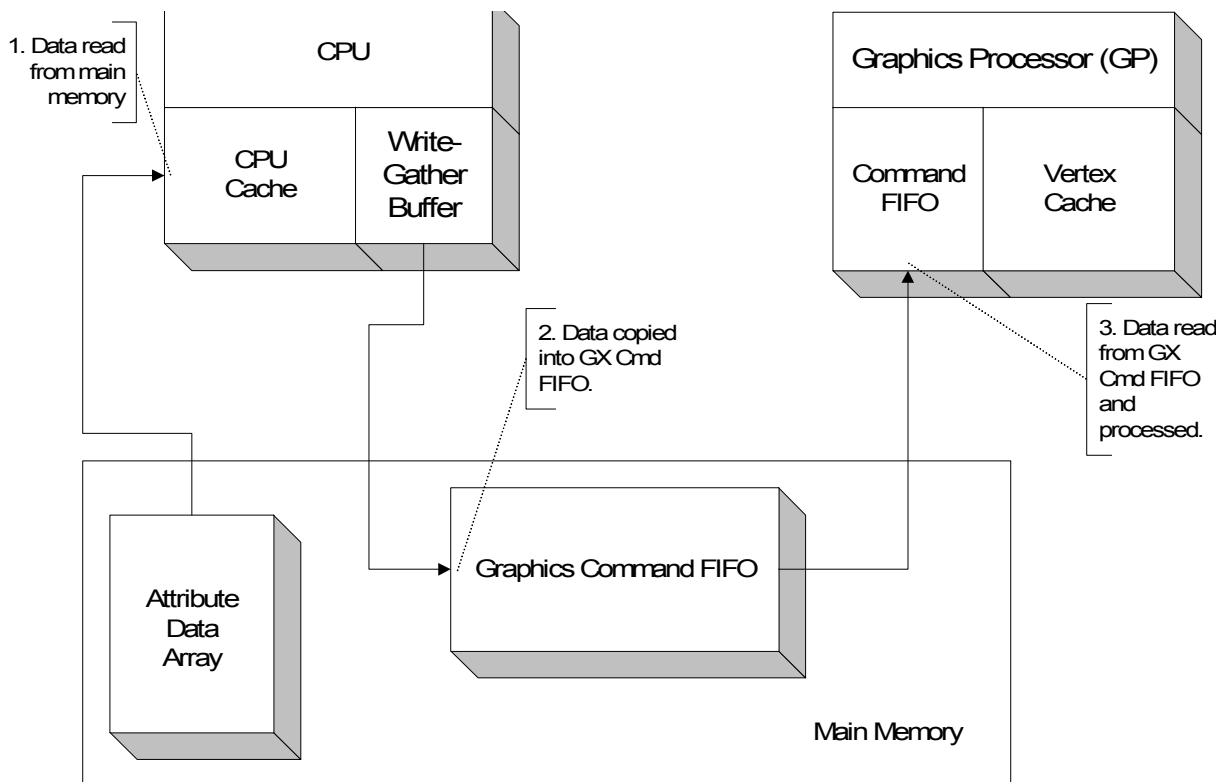 1. Data read
from main
memory
CPU
CPU
Cache
Write-
Gather
Buffer
Graphics Processor (GP)
Command
FIFO
Vertex
Cache
2. Data copied
into GX Cmd
FIFO.
3. Data read
from GX
Cmd FIFO
and
processed.
Attribute
Data
Array
Graphics Command FIFO
Main Memory